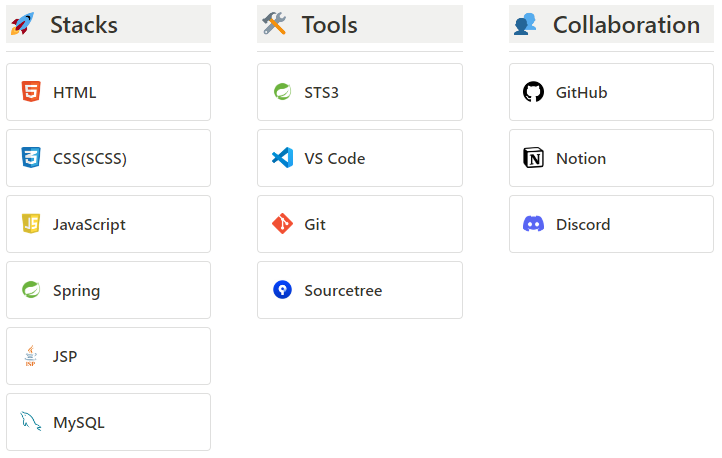 Stacks
HTML
CSS(SCSS)
JavaScript
Spring
JSP
MySQL
Tools
STS3
VS Code
Git
Sourcetree
Collaboration
GitHub
Notion
Discord